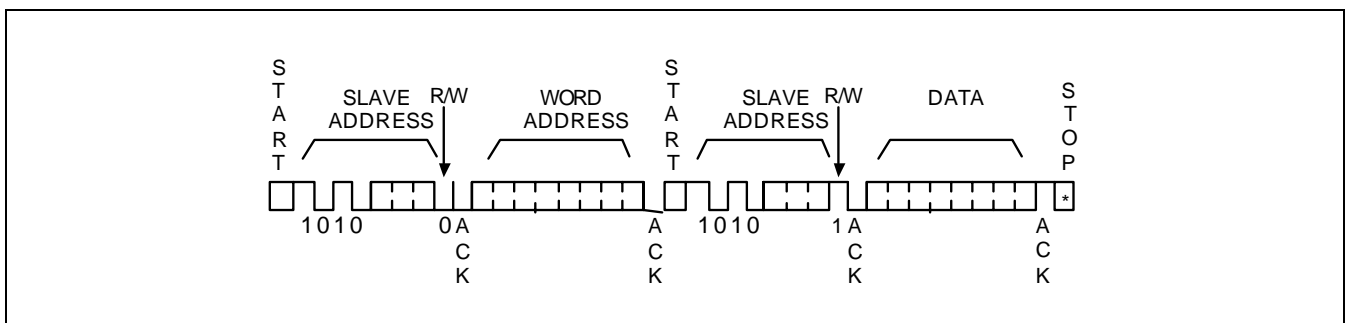 START
SLAVE ADDRESS
R/W
WORD ADDRESS
START
SLAVE ADDRESS
R/W
DATA
STOP
*
1010
0
ACK
ACK
1010
1
ACK
ACK